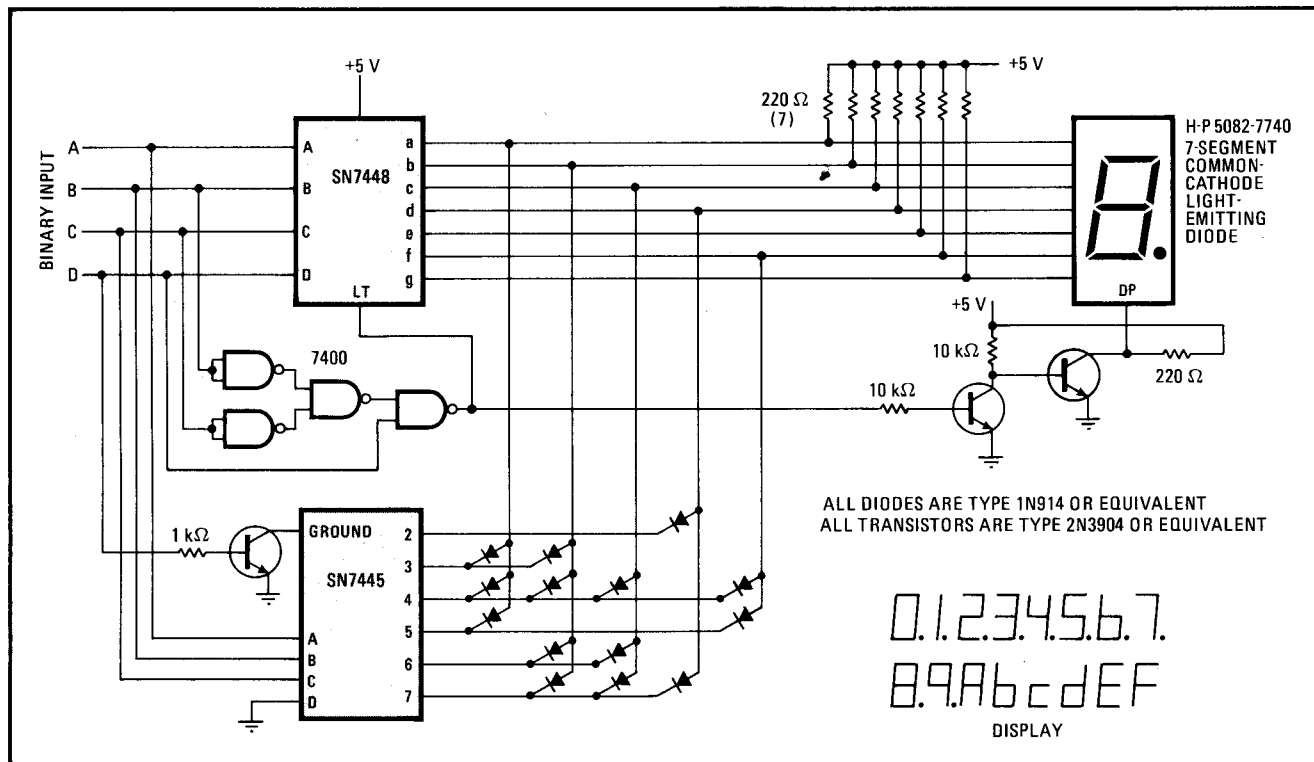 +5 V
+5 V
220 Ω
(7)
H-P 5082-7740
7-SEGMENT
COMMON-
CATHODE
LIGHT-
EMITTING
DIODE
BINARY INPUT
A
B
C
D
A
B
C
D
SN7448
LT
a
b
c
d
e
f
g
DP
+5 V
10 kΩ
220 Ω
10 kΩ
7400
1 kΩ
GROUND
SN7445
A
B
C
D
2
3
4
5
6
7
ALL DIODES ARE TYPE 1N914 OR EQUIVALENT
ALL TRANSISTORS ARE TYPE 2N3904 OR EQUIVALENT
0.1.2.3.4.5.b.7.
8.9.AbcdEF
DISPLAY